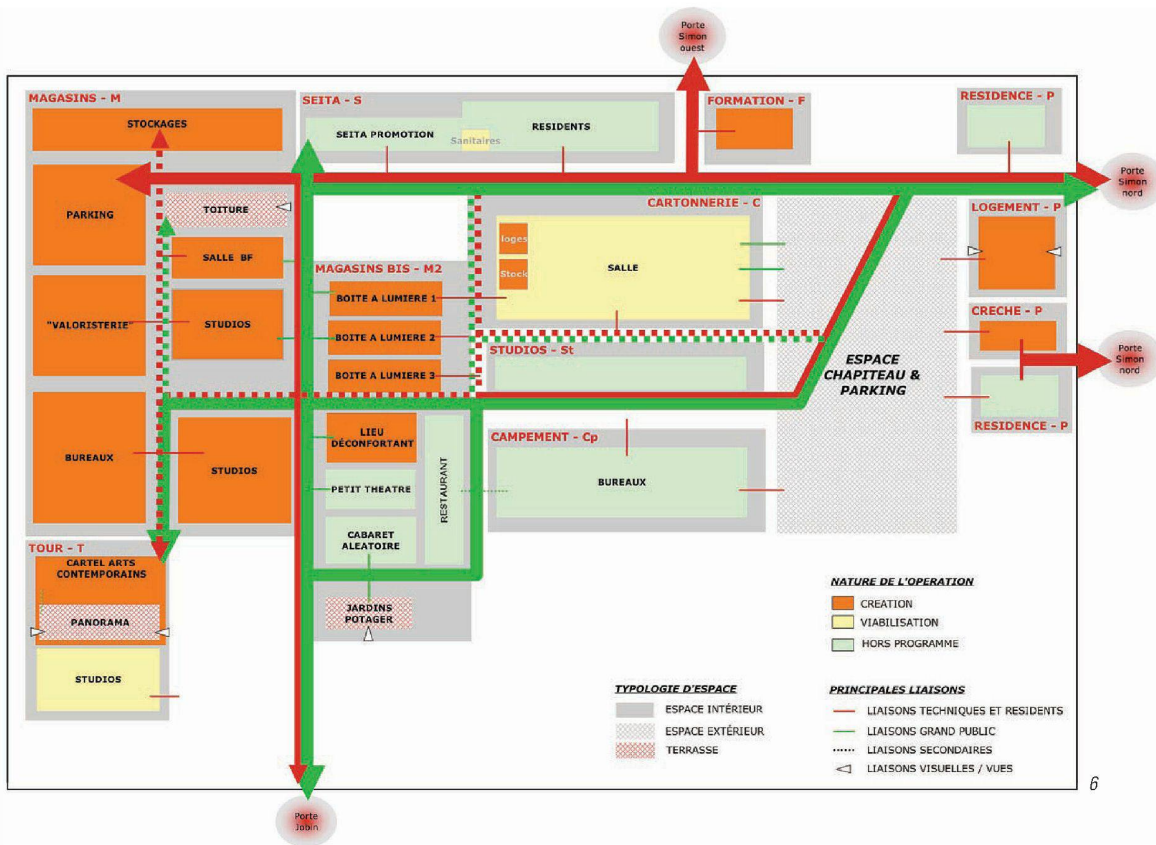 Porte
Simon
ouest
MAGASINS - M
STOCKAGES
PARKING
TOITURE
SALLE BF
"VALORISTERIE"
STUDIOS
BUREAUX
STUDIOS
SEITA - S
SEITA PROMOTION
Sanitaires
RESIDENTS
FORMATION - F
RESIDENCE - P
Porte
Simon
nord
CARTONNERIE - C
loges
Stock
SALLE
LOGEMENT - P
MAGASINS BIS - M2
BOITE A LUMIERE 1
BOITE A LUMIERE 2
BOITE A LUMIERE 3
STUDIOS - St
ESPACE
CHAPITEAU &
PARKING
CRECHE - P
Porte
Simon
nord
RESIDENCE - P
LIEU
DÉCONFORTANT
PETIT THEATRE
CABARET
ALEATOIRE
RESTAURANT
CAMPEMENT - Cp
BUREAUX
JARDINS
POTAGER
TOUR - T
CARTEL ARTS
CONTEMPORAINS
PANORAMA
STUDIOS
NATURE DE L'OPERATION
CREATION
VIABILISATION
HORS PROGRAMME
TYPOLOGIE D'ESPACE
ESPACE INTÉRIEUR
ESPACE EXTÉRIEUR
TERRASSE
PRINCIPALES LIAISONS
LIAISONS TECHNIQUES ET RESIDENTS
LIAISONS GRAND PUBLIC
LIAISONS SECONDAIRES
LIAISONS VISUELLES / VUES
6
Porte
Jobin